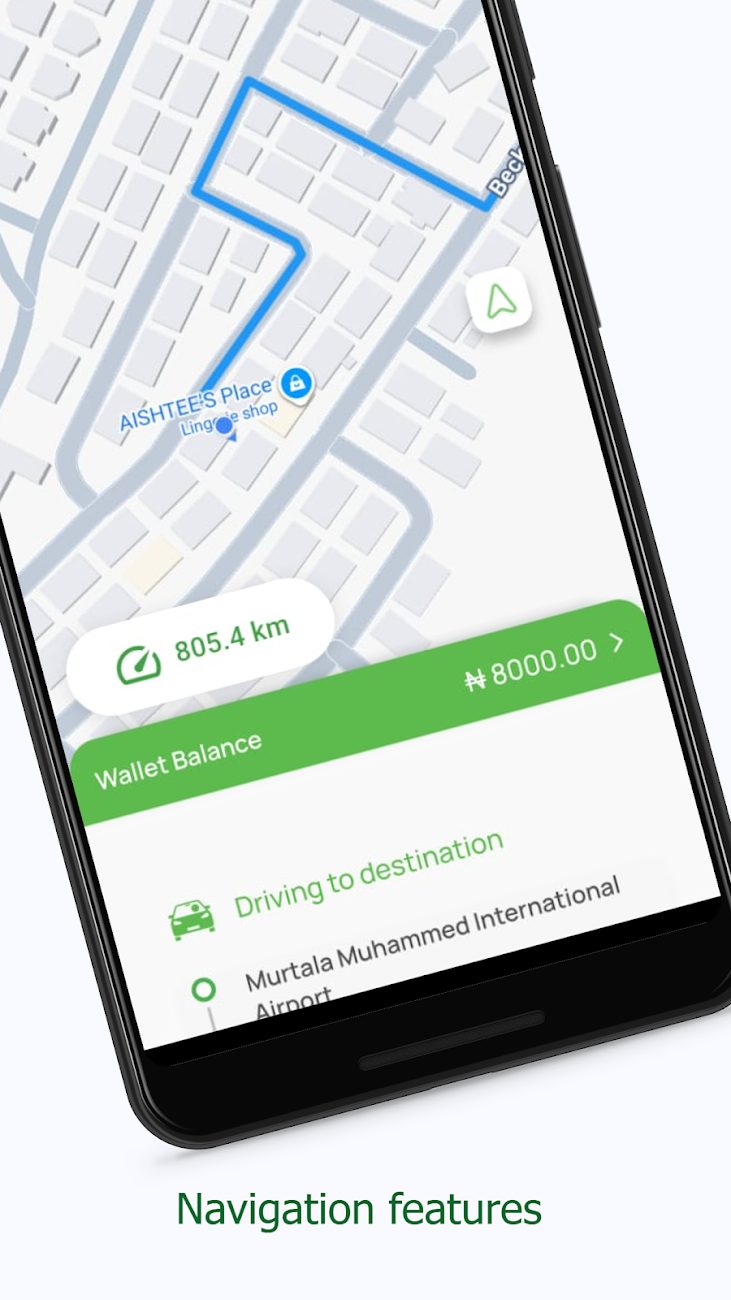 Beck
AISHTEE'S Place
shop
805.4 km
₦ 8000.00
Wallet Balance
Driving to destination
Murtala Muhammed International
Airport
Navigation features